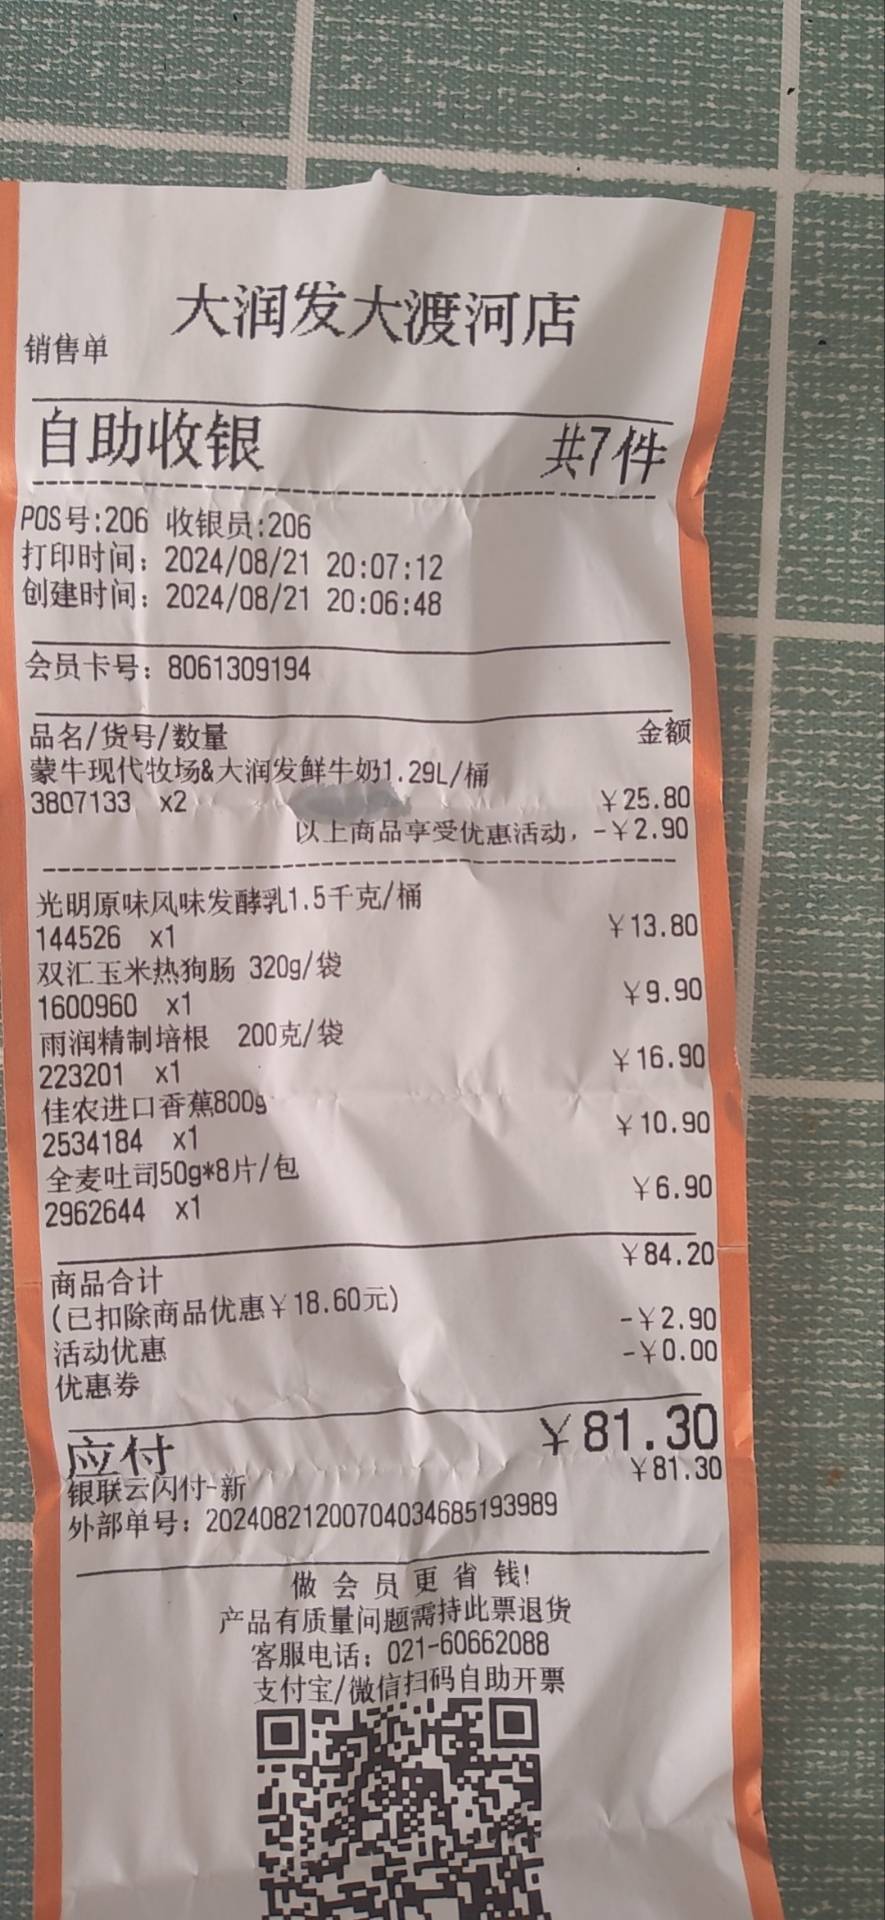 大润发大渡河店
销售单
自助收银 共7件
POS号:206 收银员:206
打印时间: 2024/08/21 20:07:12
创建时间: 2024/08/21 20:06:48
会员卡号: 8061309194
品名/货号/数量 金额
蒙牛现代牧场&大润发鲜牛奶1.29L/桶
3807133 x2 ￥25.80
以上商品享受优惠活动, -￥2.90
光明原味风味发酵乳1.5千克/桶
144526 x1 ￥13.80
双汇玉米热狗肠 320g/袋
1600960 x1 ￥9.90
雨润精制培根 200克/袋
223201 x1 ￥16.90
佳农进口香蕉800g
2534184 x1 ￥10.90
全麦吐司50g*8片/包
2962644 x1 ￥6.90
商品合计 ￥84.20
(已扣除商品优惠￥18.60元)
活动优惠 -￥2.90
优惠券 -￥0.00
应付 ￥81.30
银联云闪付-新 ￥81.30
外部单号: 20240821200704034685193989
做会员更省钱!
产品有质量问题需持此票退货
客服电话: 021-60662088
支付宝/微信扫码自助开票